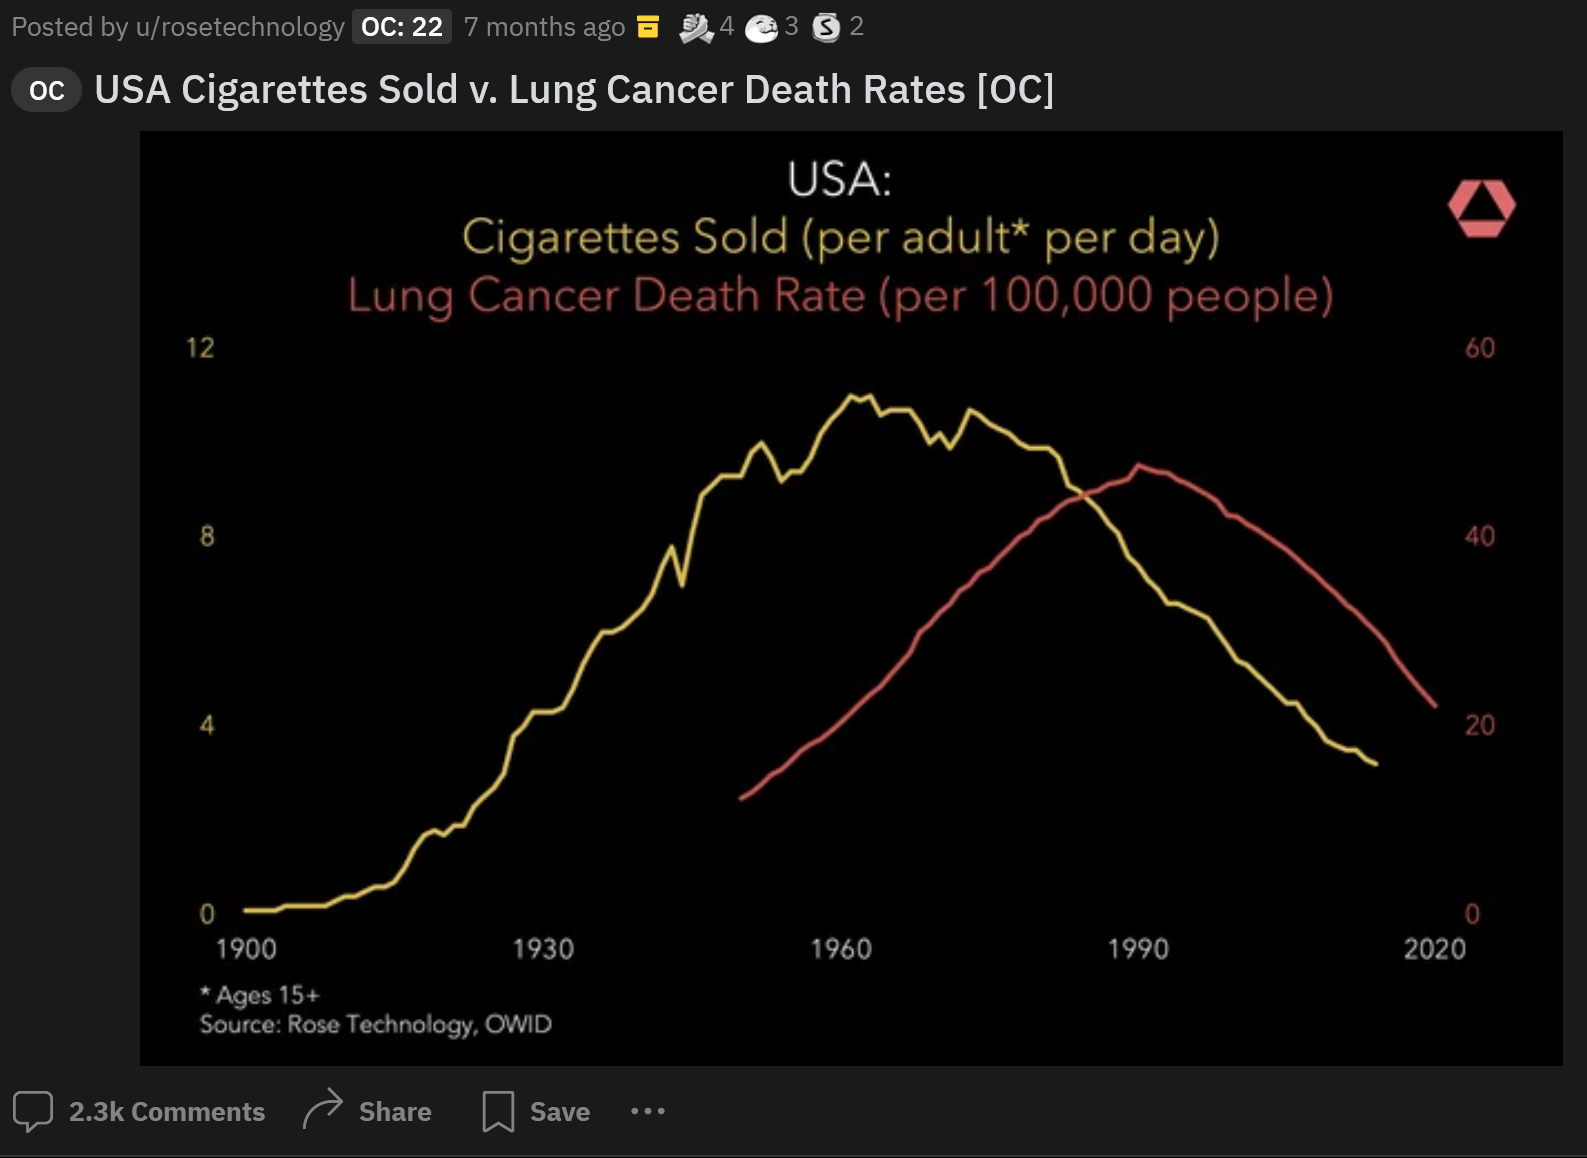 Posted by u/rosetechnology OC: 22 7 months ago 4 3 S 2
OC USA Cigarettes Sold v. Lung Cancer Death Rates [OC]
USA:
Cigarettes Sold (per adult* per day)
Lung Cancer Death Rate (per 100,000 people)
12 60
8 40
4 20
0 0
1900 1930 1960 1990 2020
* Ages 15+
Source: Rose Technology, OWID
2.3k Comments Share Save ...